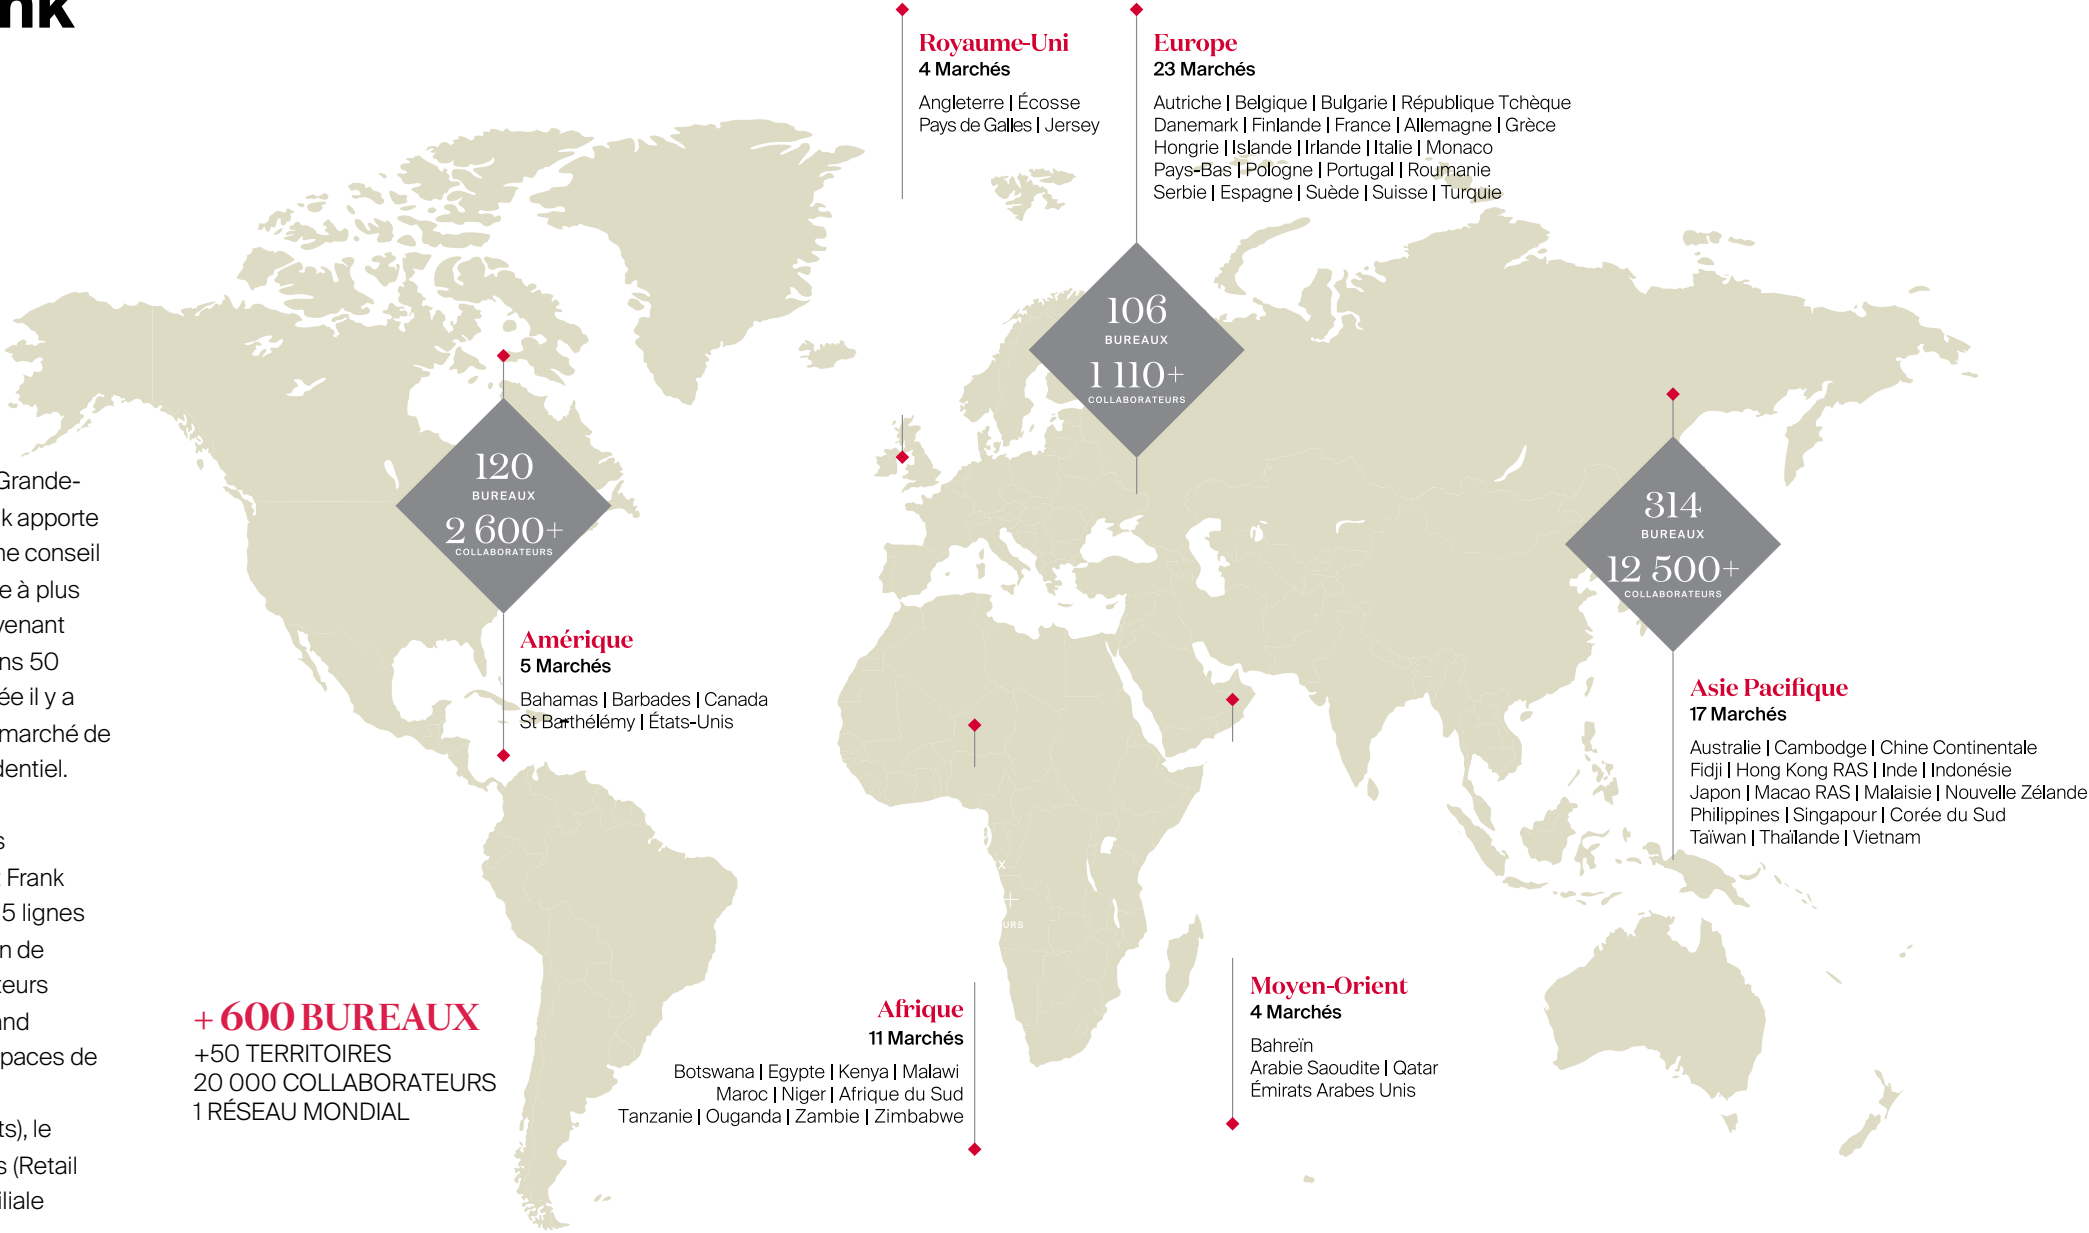 nk
Grande-
k apporte
ne conseil
e à plus
venant
ns 50
ée il y a
marché de
dentiel.
s
Frank
5 lignes
n de
teurs
and
paces de
ts), le
s (Retail
iliale
Royaume-Uni
4 Marchés
Angleterre | Écosse
Pays de Galles | Jersey
Europe
23 Marchés
Autriche | Belgique | Bulgarie | République Tchèque
Danemark | Finlande | France | Allemagne | Grèce
Hongrie | Islande | Irlande | Italie | Monaco
Pays-Bas | Pologne | Portugal | Roumanie
Serbie | Espagne | Suède | Suisse | Turquie
106
BUREAUX
1 110+
COLLABORATEURS
120
BUREAUX
2 600+
COLLABORATEURS
314
BUREAUX
12 500+
COLLABORATEURS
Amérique
5 Marchés
Bahamas | Barbades | Canada
St Barthélémy | États-Unis
Asie Pacifique
17 Marchés
Australie | Cambodge | Chine Continentale
Fidji | Hong Kong RAS | Inde | Indonésie
Japon | Macao RAS | Malaisie | Nouvelle Zélande
Philippines | Singapour | Corée du Sud
Taïwan | Thaïlande | Vietnam
X
+
URS
Afrique
11 Marchés
Botswana | Egypte | Kenya | Malawi
Maroc | Niger | Afrique du Sud
Tanzanie | Ouganda | Zambie | Zimbabwe
Moyen-Orient
4 Marchés
Bahreïn
Arabie Saoudite | Qatar
Émirats Arabes Unis
+ 600 BUREAUX
+50 TERRITOIRES
20 000 COLLABORATEURS
1 RÉSEAU MONDIAL